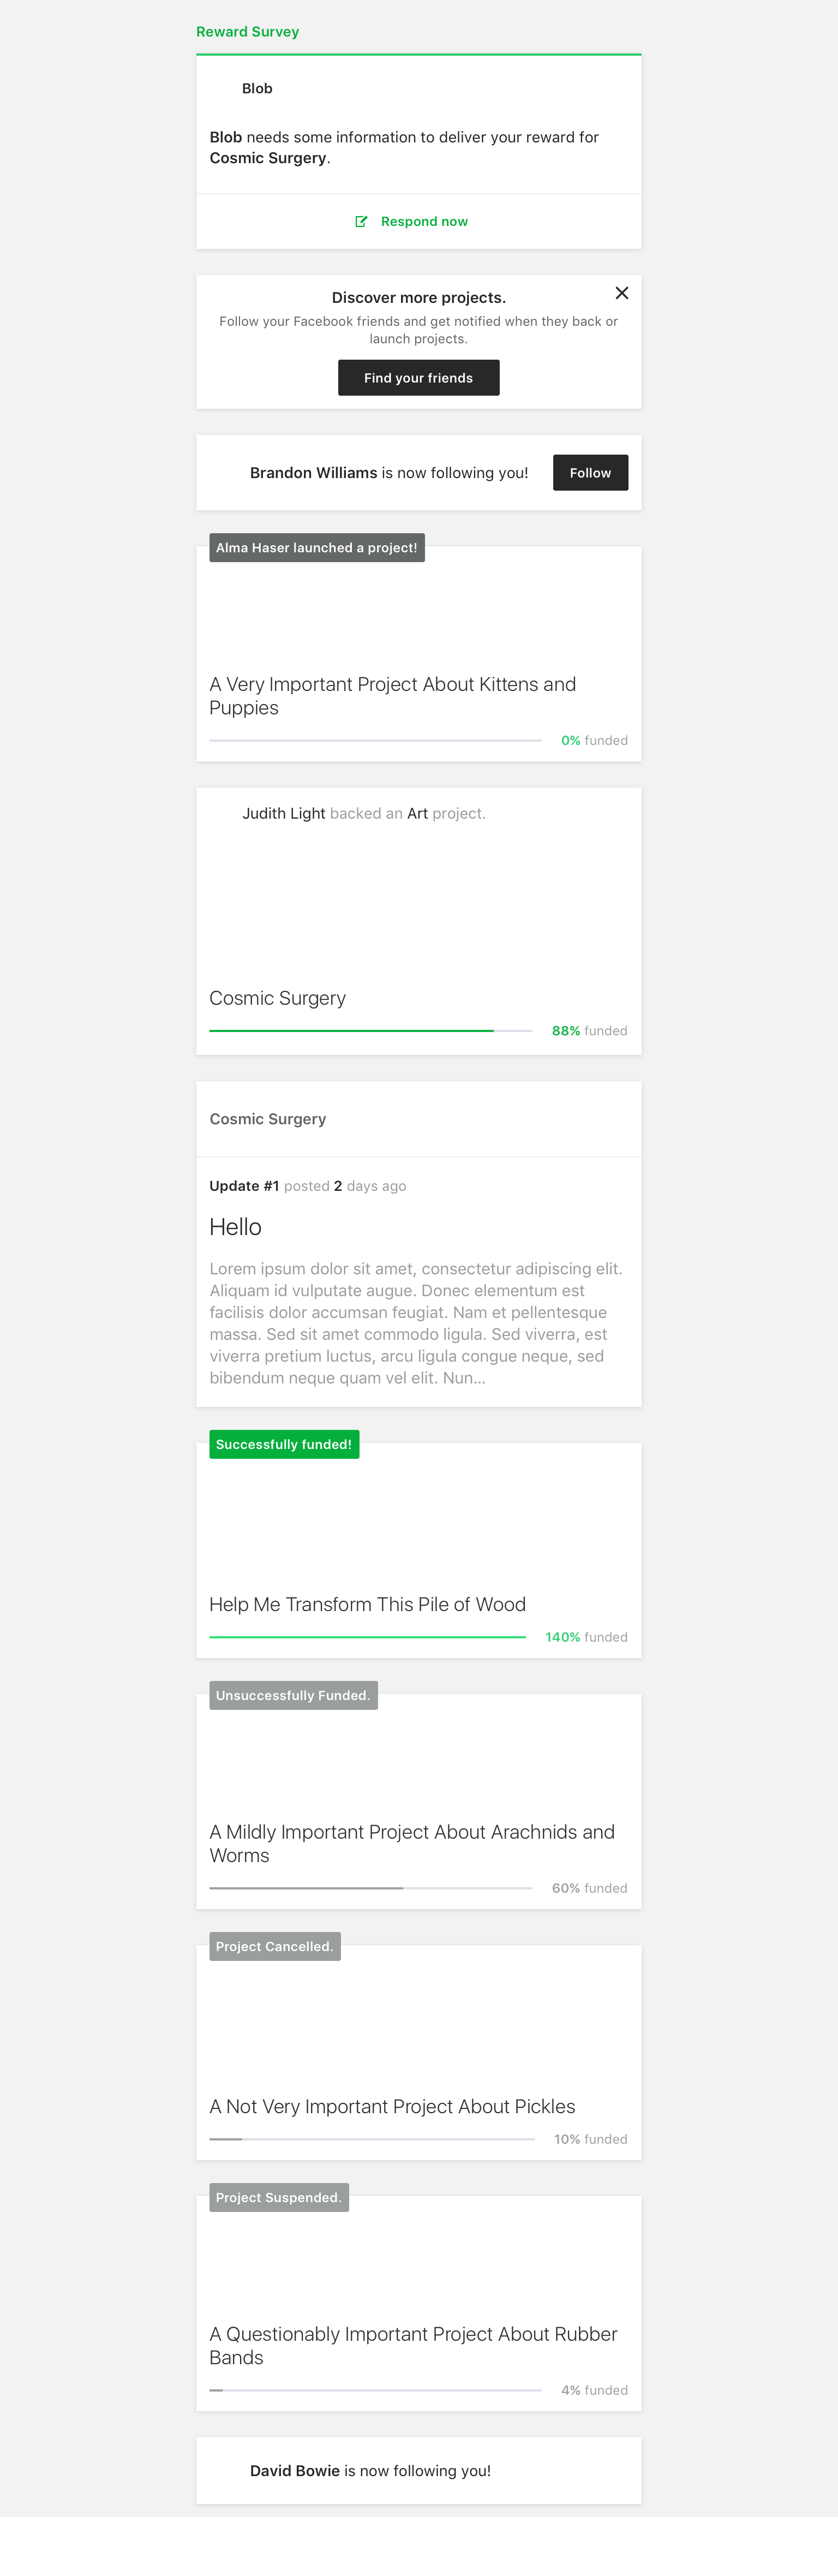 Reward Survey
Blob
Blob needs some information to deliver your reward for
Cosmic Surgery.
Respond now
Discover more projects.
Follow your Facebook friends and get notified when they back or
launch projects.
Find your friends
Brandon Williams is now following you!
Follow
Alma Haser launched a project!
A Very Important Project About Kittens and
Puppies
0% funded
Judith Light backed an Art project.
Cosmic Surgery
88% funded
Cosmic Surgery
Update #1 posted 2 days ago
Hello
Lorem ipsum dolor sit amet, consectetur adipiscing elit.
Aliquam id vulputate augue. Donec elementum est
facilisis dolor accumsan feugiat. Nam et pellentesque
massa. Sed sit amet commodo ligula. Sed viverra, est
viverra pretium luctus, arcu ligula congue neque, sed
bibendum neque quam vel elit. Nun...
Successfully funded!
Help Me Transform This Pile of Wood
140% funded
Unsuccessfully Funded.
A Mildly Important Project About Arachnids and
Worms
60% funded
Project Cancelled.
A Not Very Important Project About Pickles
10% funded
Project Suspended.
A Questionably Important Project About Rubber
Bands
4% funded
David Bowie is now following you!